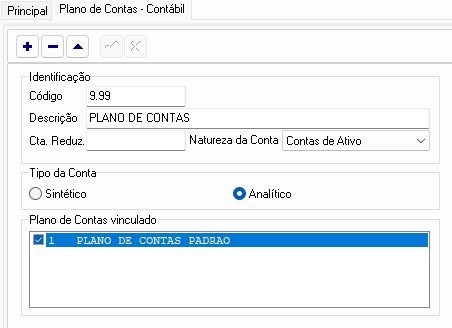 Principal
Plano de Contas - Contábil
Identificação
Código 9.99
Descrição PLANO DE CONTAS
Cta. Reduz. Natureza da Conta Contas de Ativo
Tipo da Conta
Sintético Analítico
Plano de Contas vinculado
1 PLANO DE CONTAS PADRAO